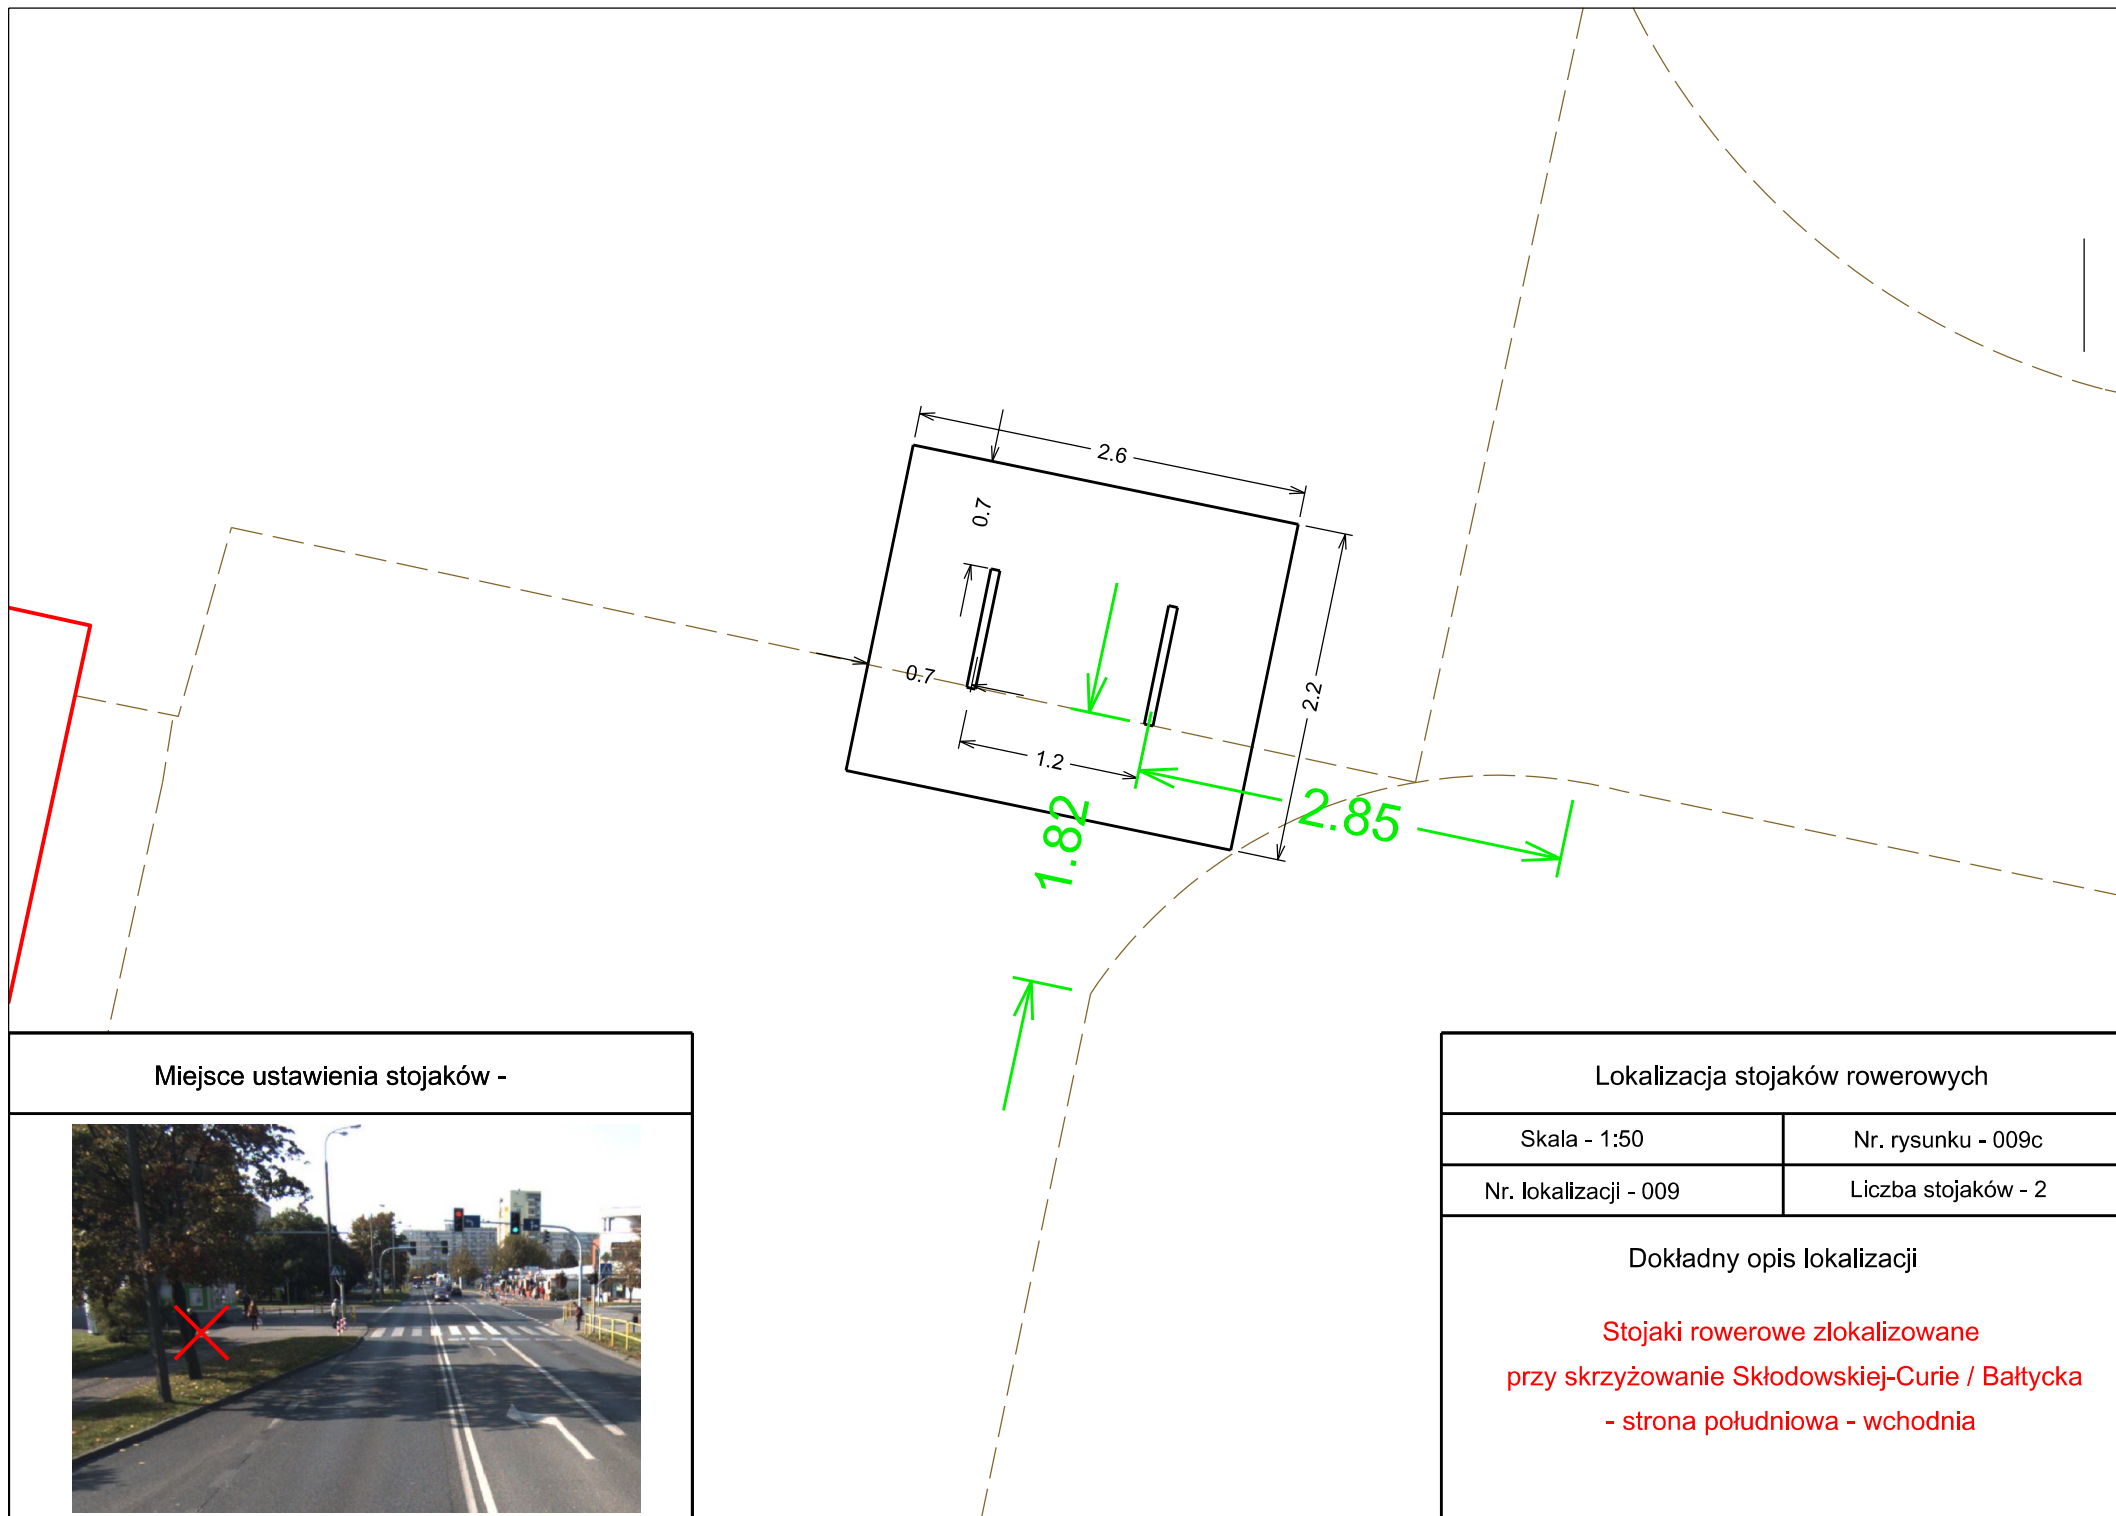 2.6
0.7
0.7
2.2
1.2
2.85
1.82
Miejsce ustawienia stojaków -
Lokalizacja stojaków rowerowych
Skala - 1:50
Nr. rysunku - 009c
Nr. lokalizacji - 009
Liczba stojaków - 2
Dokładny opis lokalizacji
Stojaki rowerowe zlokalizowane
przy skrzyżowanie Skłodowskiej-Curie / Bałtycka
- strona południowa - wchodnia